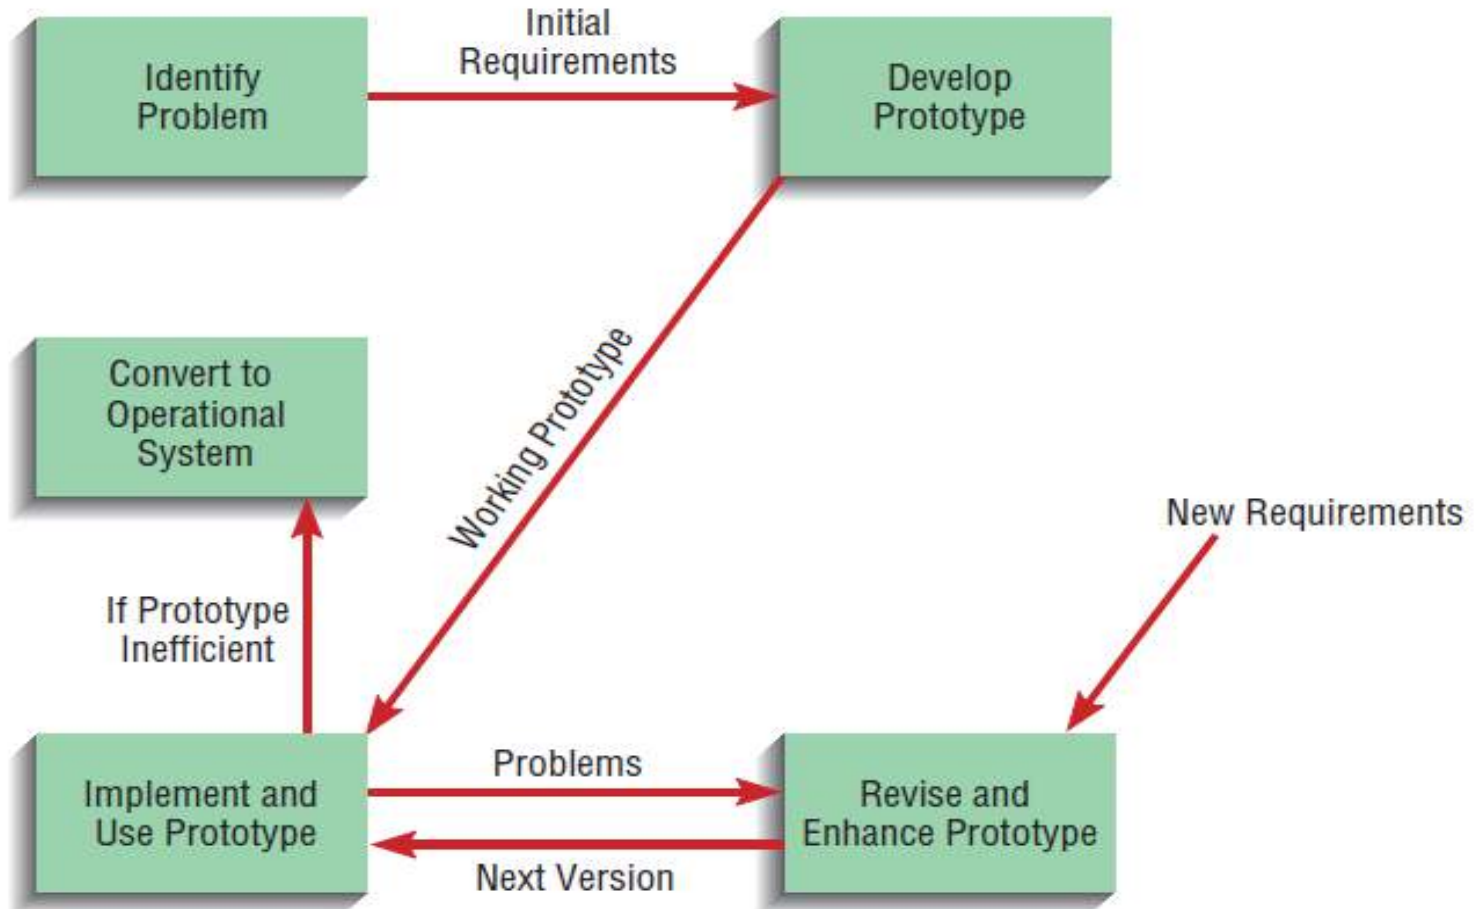 Initial
Requirements
Identify
Problem
Develop
Prototype
Working Prototype
Convert to
Operational
System
New Requirements
If Prototype
Inefficient
Problems
Implement and
Use Prototype
Revise and
Enhance Prototype
Next Version